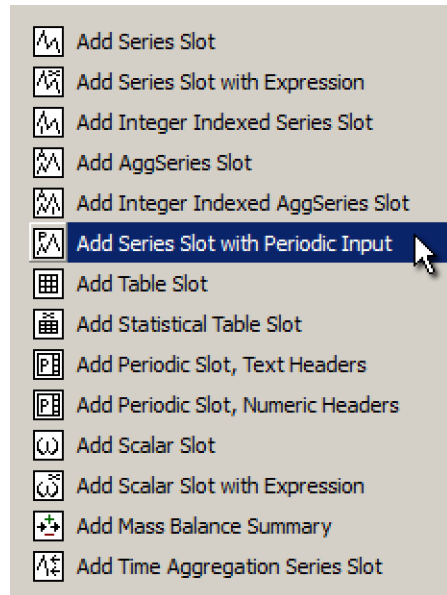 Add Series Slot
Add Series Slot with Expression
Add Integer Indexed Series Slot
Add AggSeries Slot
Add Integer Indexed AggSeries Slot
Add Series Slot with Periodic Input
Add Table Slot
Add Statistical Table Slot
Add Periodic Slot, Text Headers
Add Periodic Slot, Numeric Headers
Add Scalar Slot
Add Scalar Slot with Expression
Add Mass Balance Summary
Add Time Aggregation Series Slot